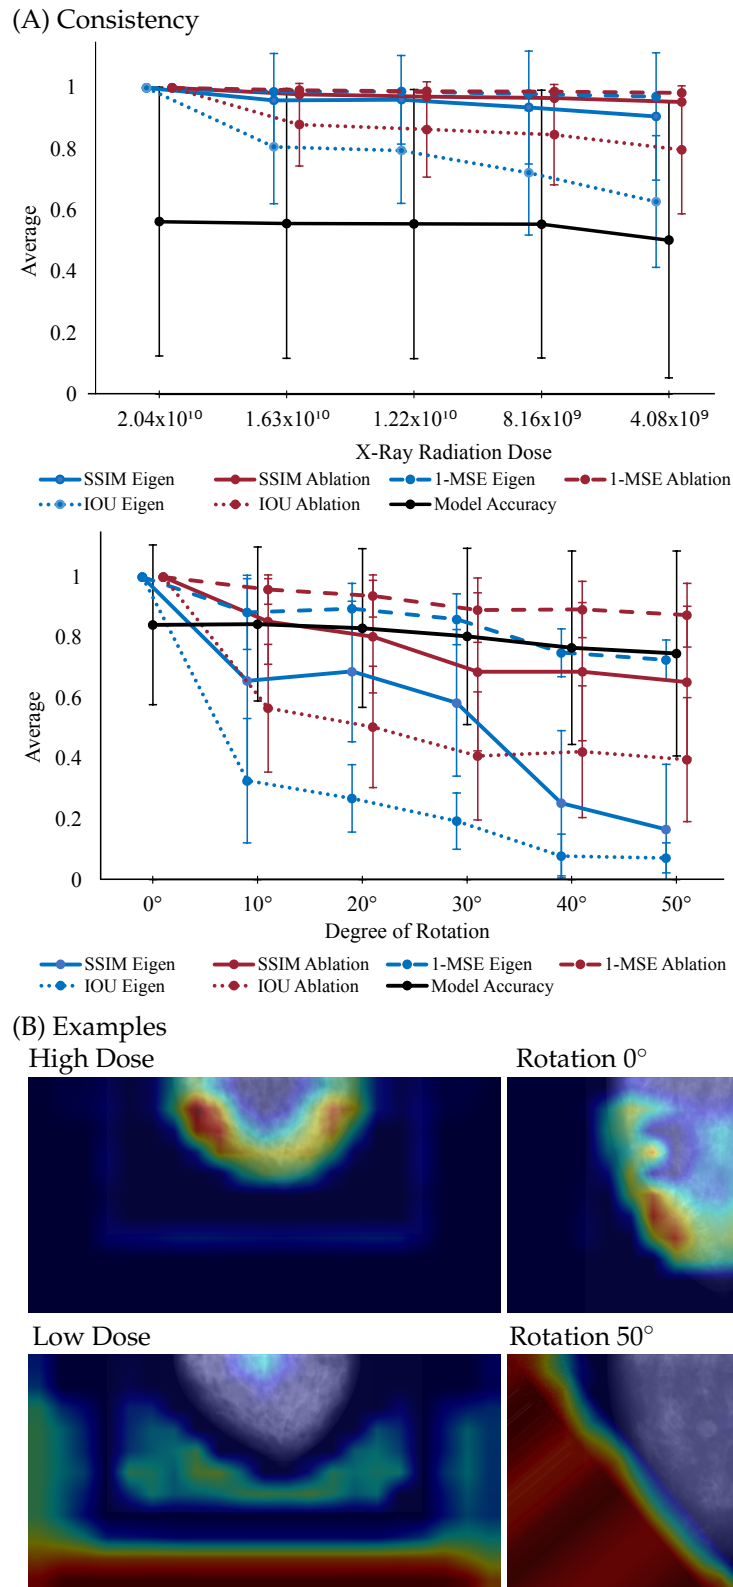 (A) Consistency
1
0.8
0.6
0.4
0.2
0
Average
2.04x10¹⁰ 1.63x10¹⁰ 1.22x10¹⁰ 8.16x10⁹ 4.08x10⁹
X-Ray Radiation Dose
SSIM Eigen SSIM Ablation 1-MSE Eigen 1-MSE Ablation
IOU Eigen IOU Ablation Model Accuracy
1
0.8
0.6
0.4
0.2
0
Average
0° 10° 20° 30° 40° 50°
Degree of Rotation
SSIM Eigen SSIM Ablation 1-MSE Eigen 1-MSE Ablation
IOU Eigen IOU Ablation Model Accuracy
(B) Examples
High Dose Rotation 0°
Low Dose Rotation 50°